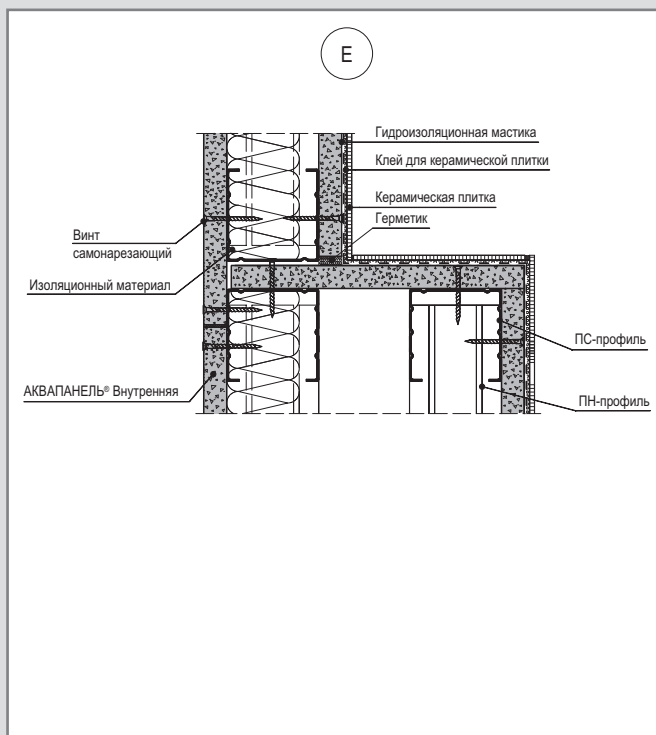 E
Гидроизоляционная мастика
Клей для керамической плитки
Керамическая плитка
Герметик
Винт
самонарезающий
Изоляционный материал
ПС-профиль
АКВАПАНЕЛЬ® Внутренняя
ПН-профиль